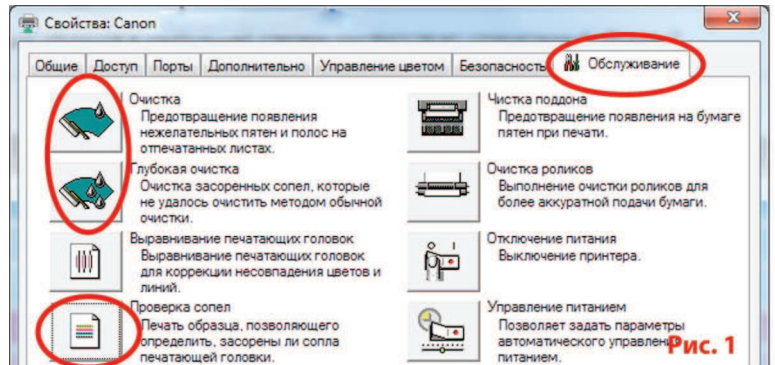 Свойства: Canon
Общие Доступ Порты Дополнительно Управление цветом Безопасность Обслуживание
Очистка
Предотвращение появления
нежелательных пятен и полос на
отпечатанных листах.
Глубокая очистка
Очистка засоренных сопел, которые
не удалось очистить методом обычной
очистки.
Выравнивание печатающих головок
Выравнивание печатающих головок
для коррекции несовпадения цветов и
линий.
Проверка сопел
Печать образца, позволяющего
определить, засорены ли сопла
печатающей головки.
Чистка поддона
Предотвращение появления на бумаге
пятен при печати.
Очистка роликов
Выполнение очистки роликов для
более аккуратной подачи бумаги.
Отключение питания
Выключение принтера.
Управление питанием
Позволяет задать параметры
автоматического управления
питанием.
Рис. 1